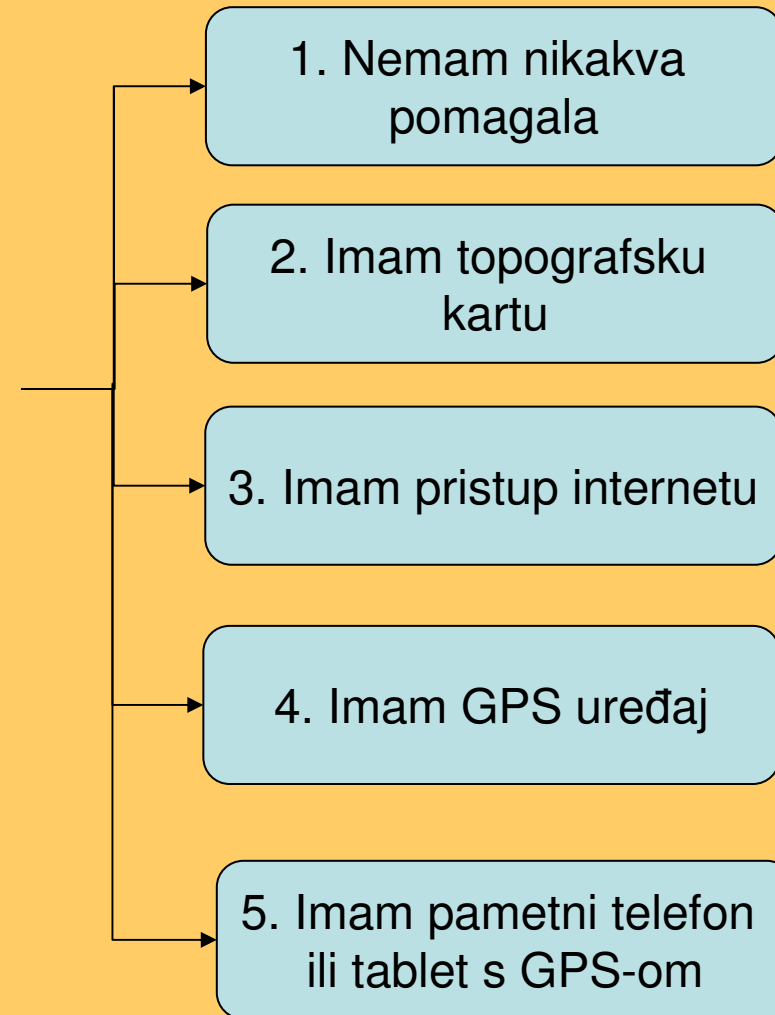 1. Nemam nikakva
pomagala
2. Imam topografsku
kartu
3. Imam pristup internetu
4. Imam GPS uređaj
5. Imam pametni telefon
ili tablet s GPS-om